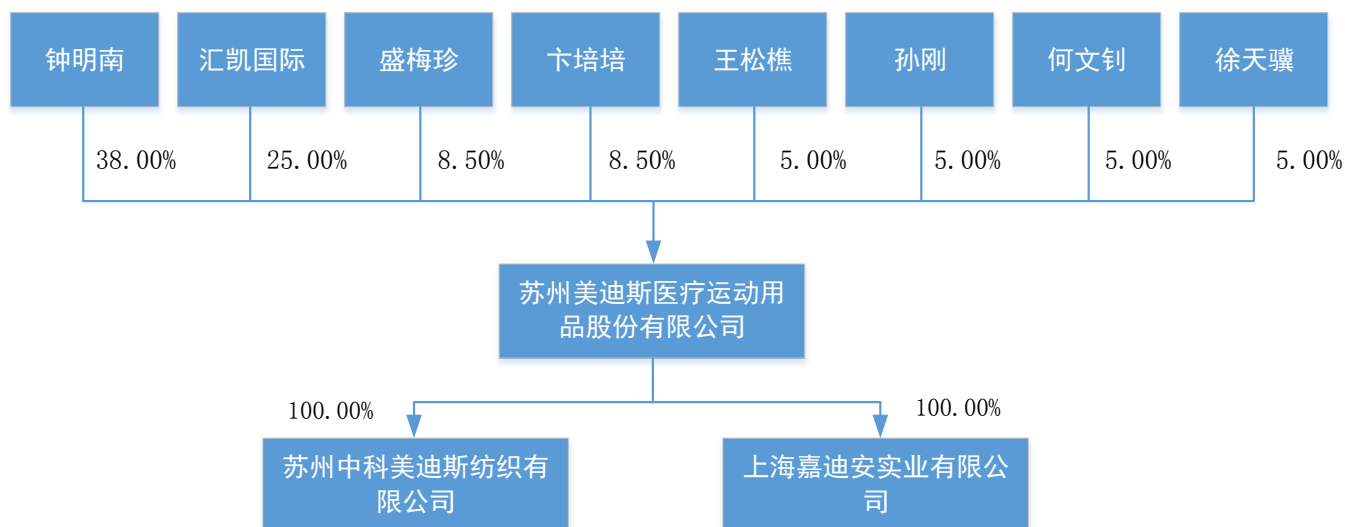 钟明南
汇凯国际
盛梅珍
卞培培
王松樵
孙刚
何文钊
徐天骥
38.00%
25.00%
8.50%
8.50%
5.00%
5.00%
5.00%
5.00%
苏州美迪斯医疗运动用
品股份有限公司
100.00%
100.00%
苏州中科美迪斯纺织有
限公司
上海嘉迪安实业有限公
司